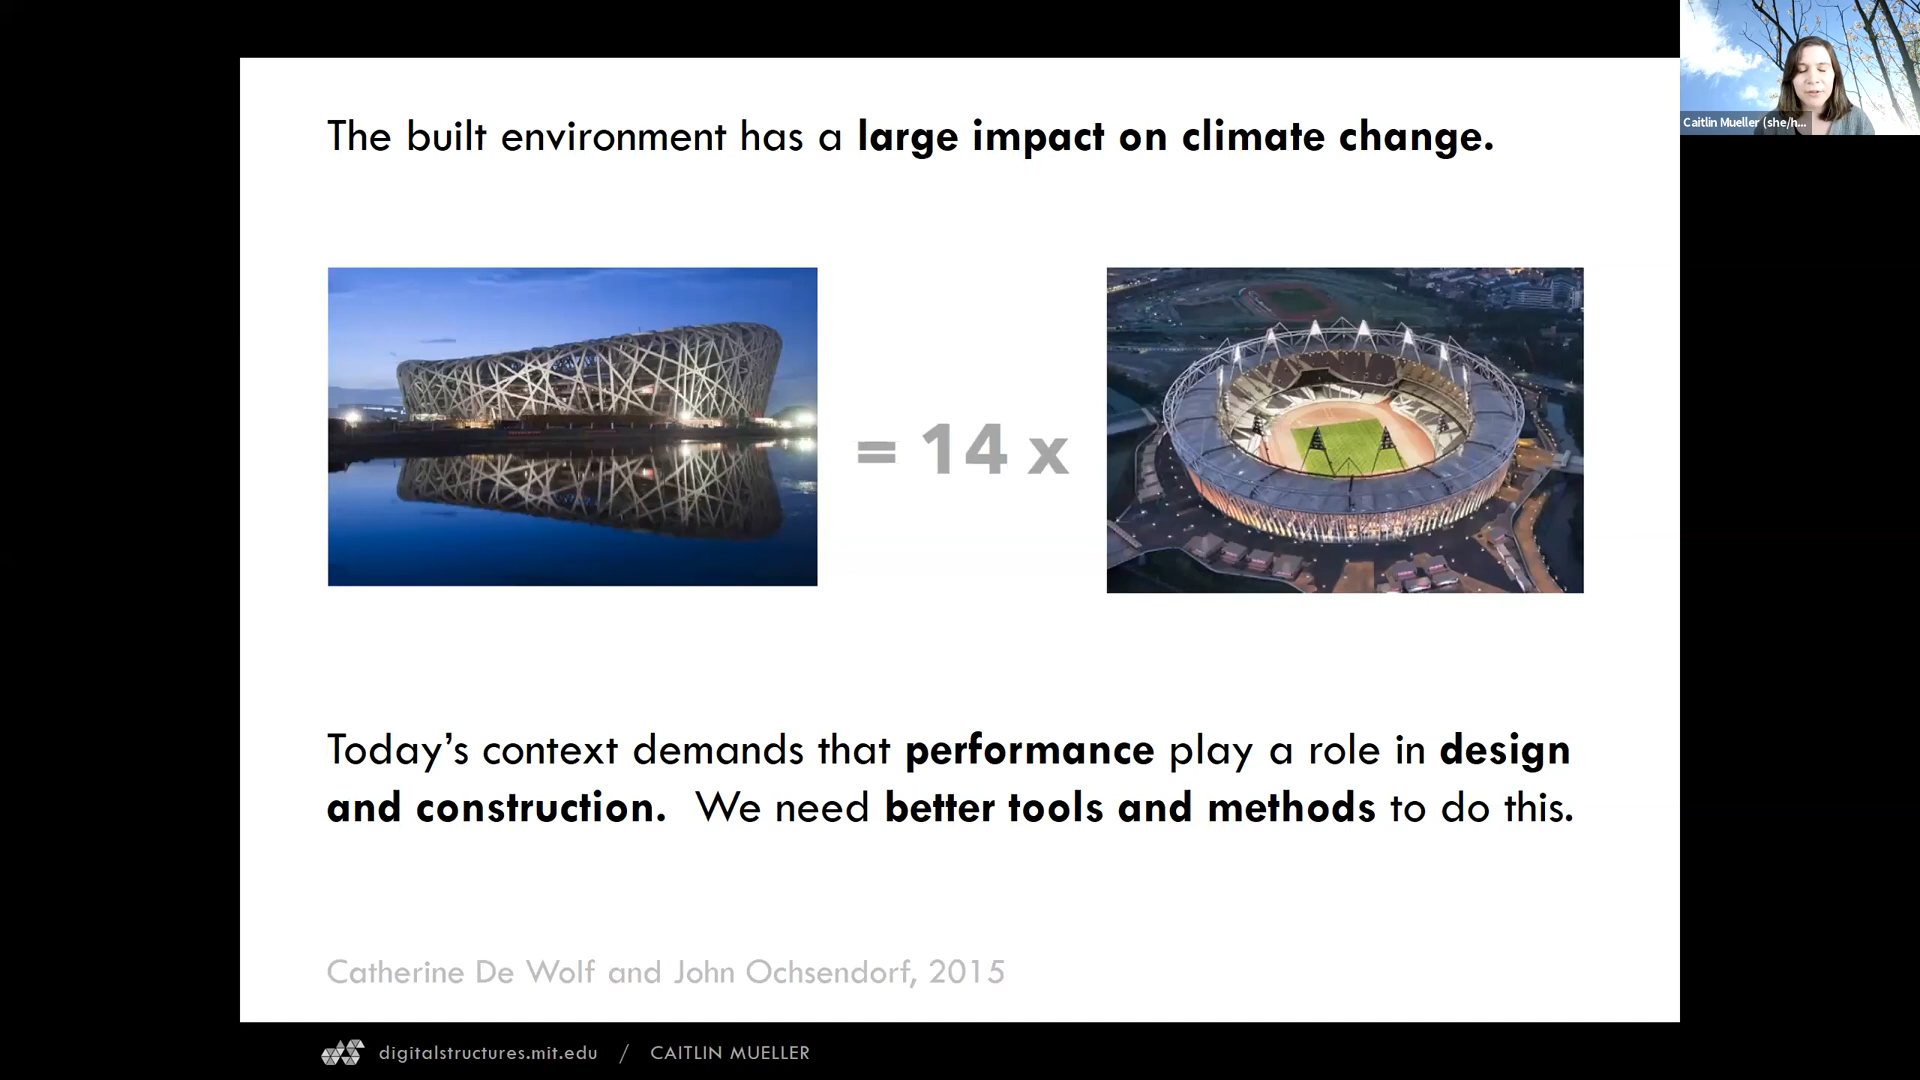 The built environment has a large impact on climate change.
Caitlin Mueller (she/h...
= 14 x
Today’s context demands that performance play a role in design
and construction.  We need better tools and methods to do this.
Catherine De Wolf and John Ochsendorf, 2015
digitalstructures.mit.edu / CAITLIN MUELLER